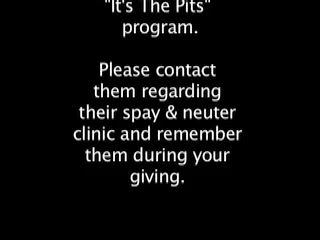 "It's The Pits"
program.
Please contact
them regarding
their spay & neuter
clinic and remember
them during your
giving.